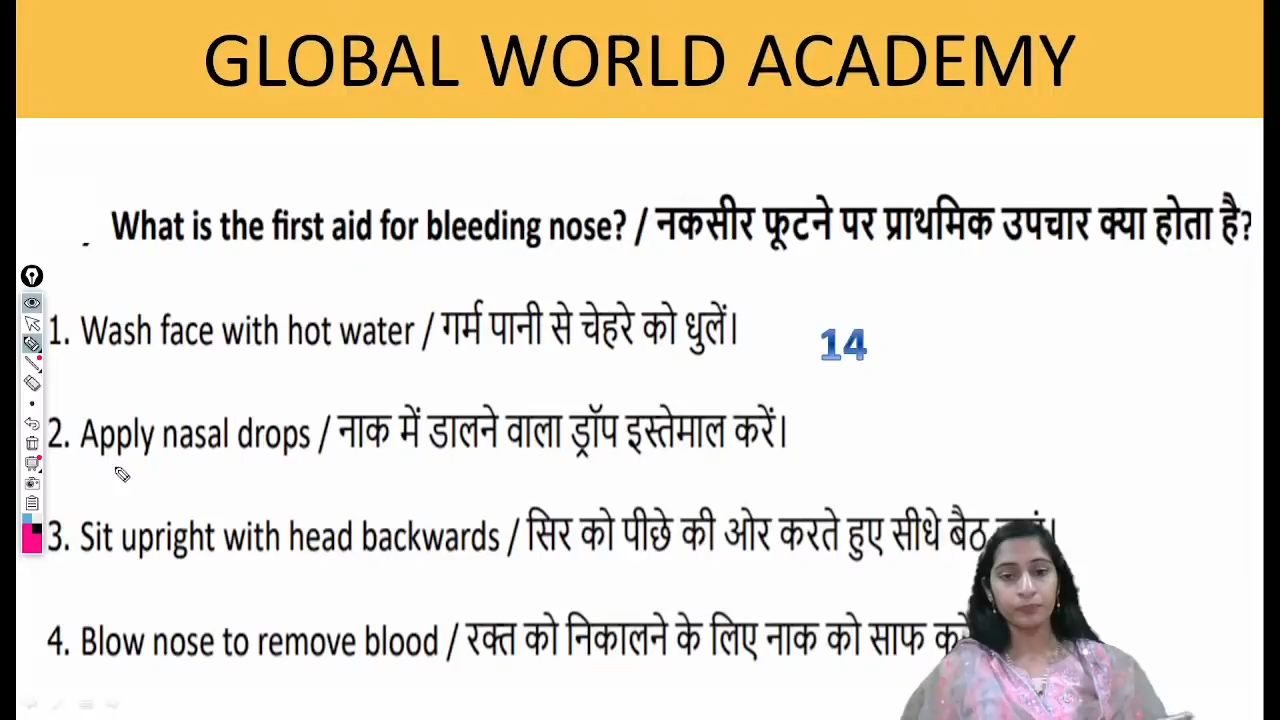 GLOBAL WORLD ACADEMY
What is the first aid for bleeding nose? / नकसीर फूटने पर प्राथमिक उपचार क्या होता है?
1. Wash face with hot water / गर्म पानी से चेहरे को धुलें।
14
2. Apply nasal drops / नाक में डालने वाला ड्रॉप इस्तेमाल करें।
3. Sit upright with head backwards / सिर को पीछे की ओर करते हुए सीधे बैठ
4. Blow nose to remove blood / रक्त को निकालने के लिए नाक को साफ